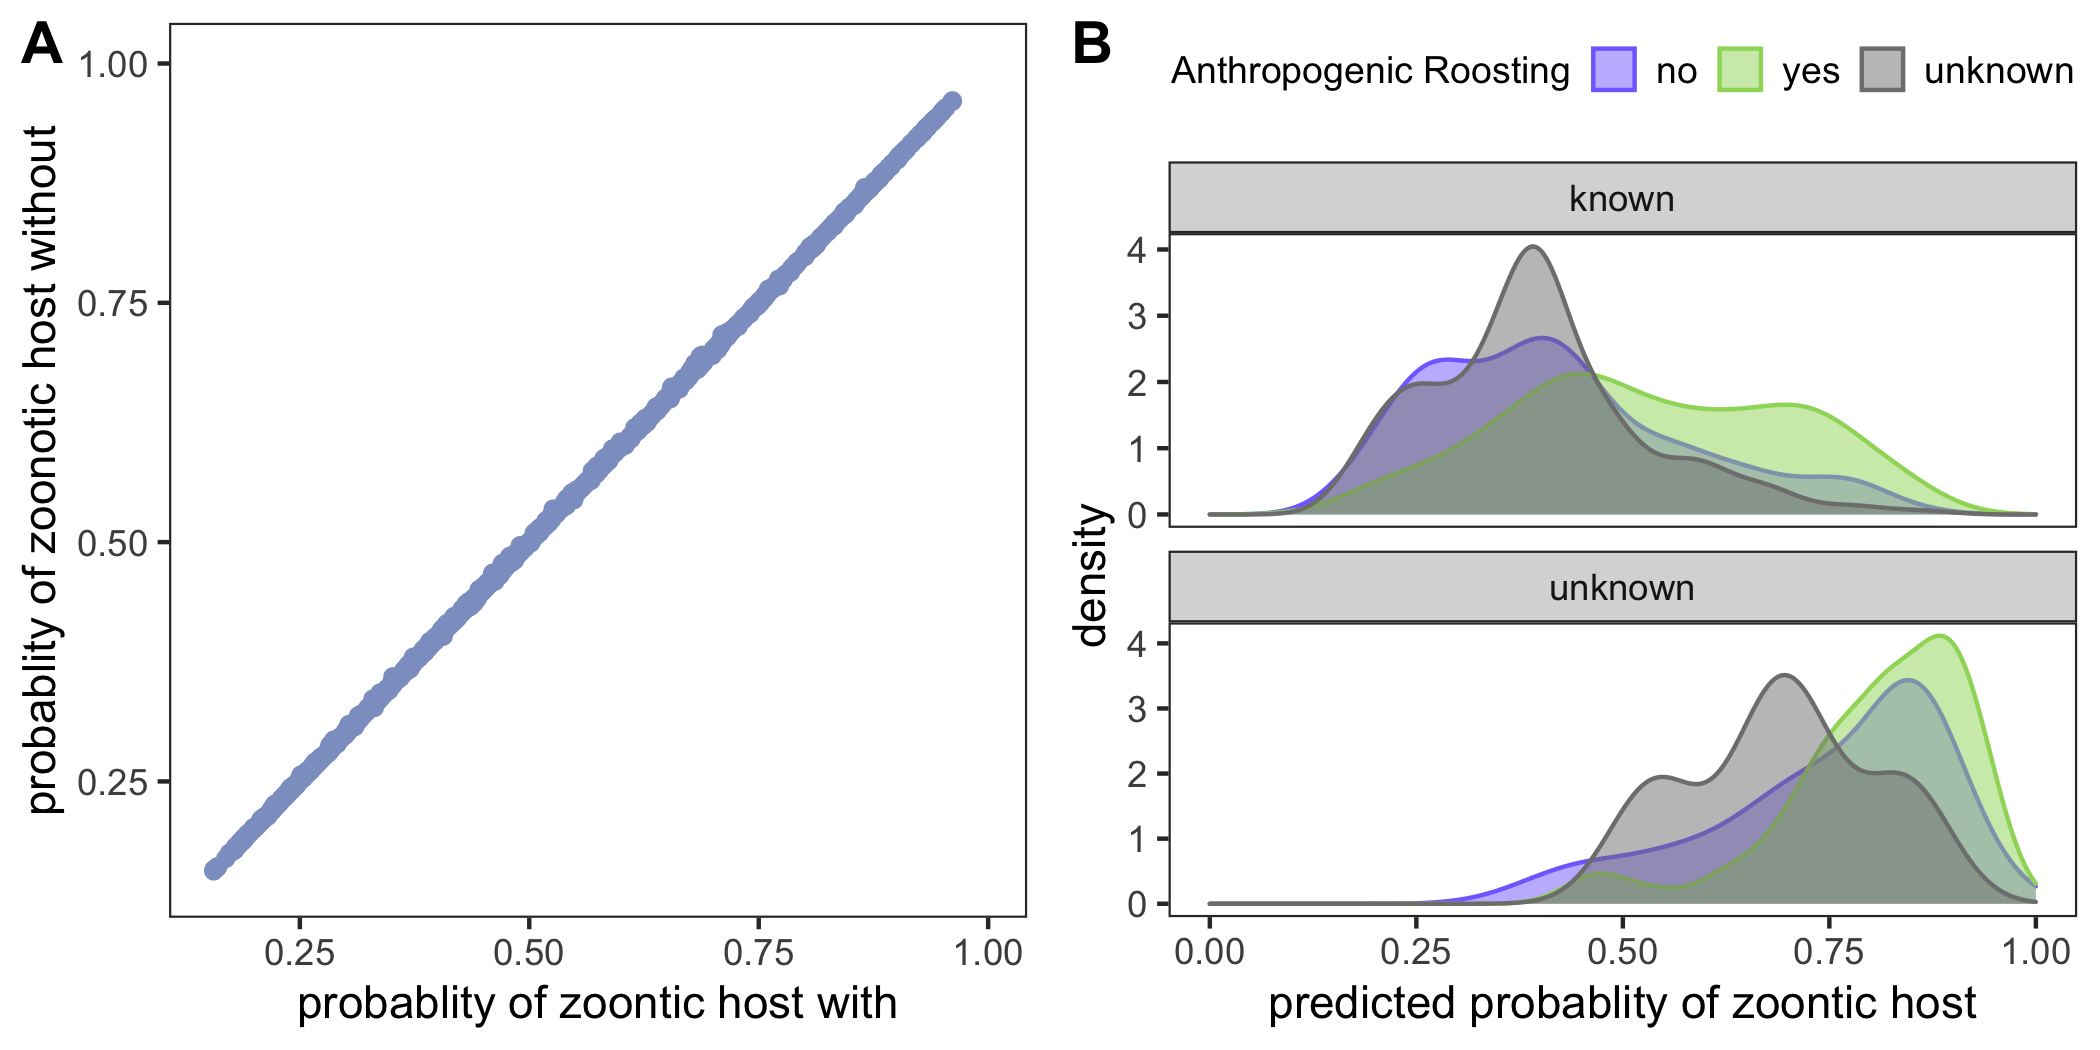 A
1.00
0.75
0.50
0.25
probablity of zoonotic host without
0.25 0.50 0.75 1.00
probablity of zoontic host with
B
Anthropogenic Roosting no yes unknown
known
4
3
2
1
0
density
unknown
4
3
2
1
0
0.00 0.25 0.50 0.75 1.00
predicted probablity of zoontic host